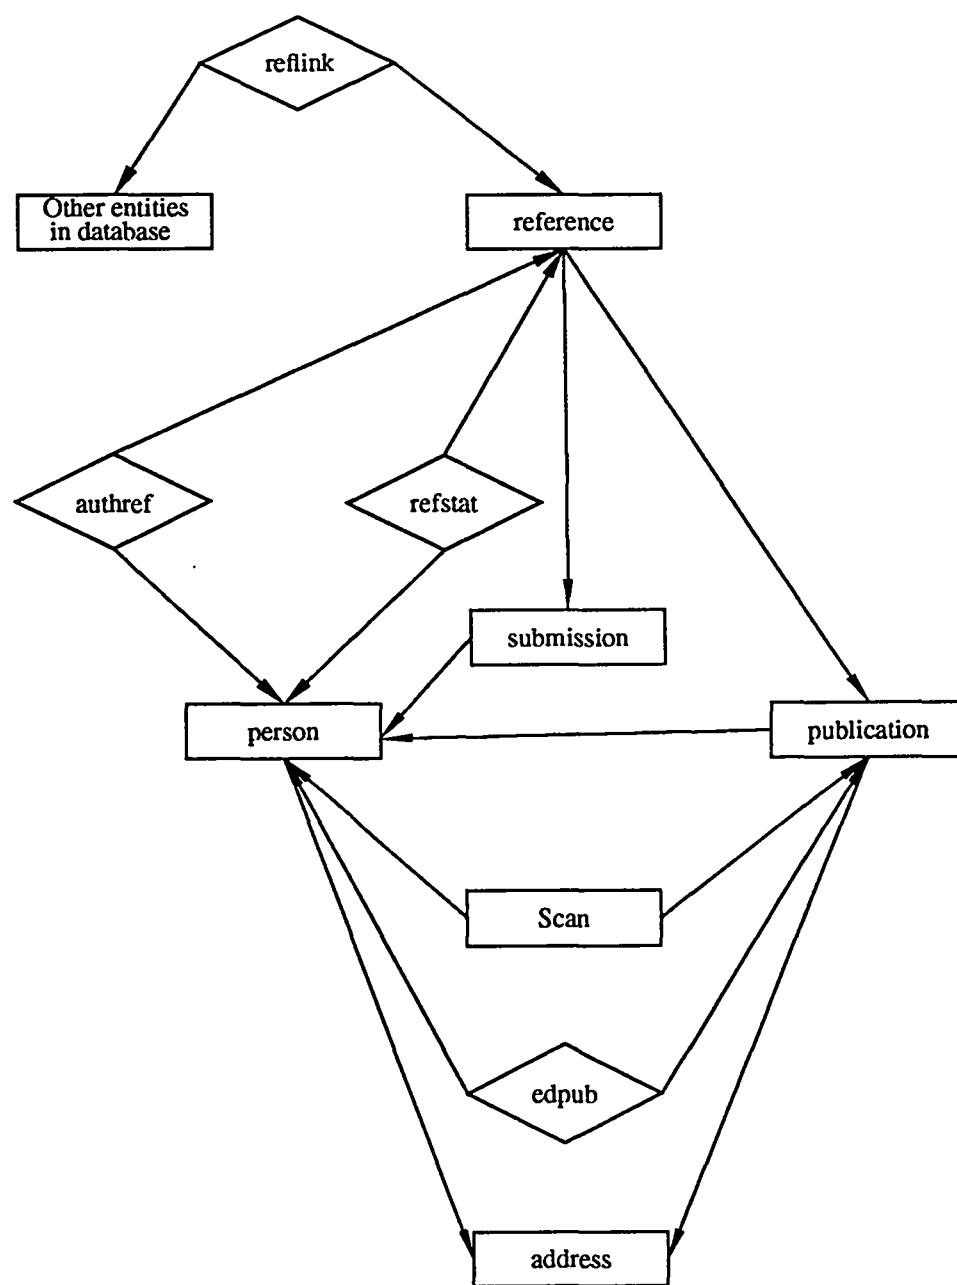 reflink
Other entities
in database
reference
authref
refstat
submission
person
publication
Scan
edpub
address